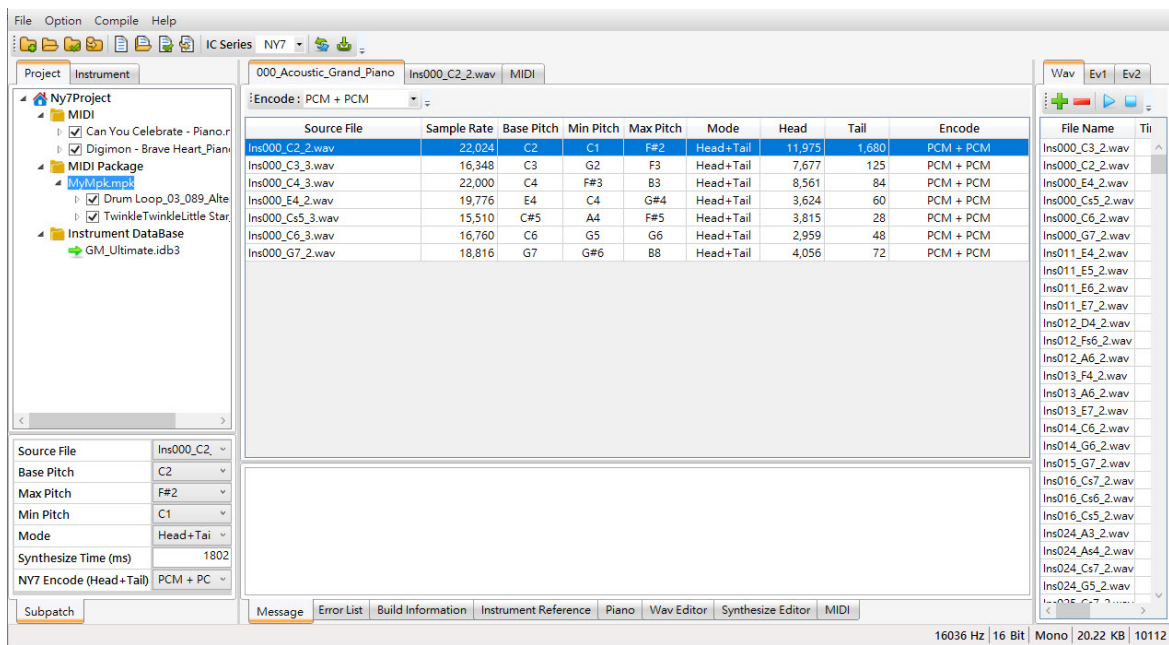 File Option Compile Help
IC Series NY7
Project Instrument
000_Acoustic_Grand_Piano Ins000_C2_2.wav MIDI
Wav Ev1 Ev2
Ny7Project
MIDI
Can You Celebrate - Piano.r
Digimon - Brave Heart_Pian
MIDI Package
MyMpk.mpk
Drum Loop_03_089_Alte
TwinkleTwinkleLittle Star
Instrument DataBase
GM_Ultimate.idb3
Encode : PCM + PCM
Source File Sample Rate Base Pitch Min Pitch Max Pitch Mode Head Tail Encode
Ins000_C2_2.wav 22,024 C2 C1 F#2 Head+Tail 11,975 1,680 PCM + PCM
Ins000_C3_3.wav 16,348 C3 G2 F3 Head+Tail 7,677 125 PCM + PCM
Ins000_C4_3.wav 22,000 C4 F#3 B3 Head+Tail 8,561 84 PCM + PCM
Ins000_E4_2.wav 19,776 E4 C4 G#4 Head+Tail 3,624 60 PCM + PCM
Ins000_Cs5_3.wav 15,510 C#5 A4 F#5 Head+Tail 3,815 28 PCM + PCM
Ins000_C6_3.wav 16,760 C6 G5 G6 Head+Tail 2,959 48 PCM + PCM
Ins000_G7_2.wav 18,816 G7 G#6 B8 Head+Tail 4,056 72 PCM + PCM
File Name Ti
Ins000_C3_2.wav
Ins000_C2_2.wav
Ins000_E4_2.wav
Ins000_Cs5_2.wav
Ins000_C6_2.wav
Ins000_G7_2.wav
Ins011_E4_2.wav
Ins011_E5_2.wav
Ins011_E6_2.wav
Ins011_E7_2.wav
Ins012_D4_2.wav
Ins012_Fs6_2.wav
Ins012_A6_2.wav
Ins013_F4_2.wav
Ins013_A6_2.wav
Ins013_E7_2.wav
Ins014_C6_2.wav
Ins014_G6_2.wav
Ins015_G7_2.wav
Ins016_Cs7_2.wav
Ins016_Cs6_2.wav
Ins016_Cs5_2.wav
Ins024_A3_2.wav
Ins024_As4_2.wav
Ins024_Cs7_2.wav
Ins024_G5_2.wav
Source File Ins000_C2_
Base Pitch C2
Max Pitch F#2
Min Pitch C1
Mode Head+Tai
Synthesize Time (ms) 1802
NY7 Encode (Head+Tail) PCM + PC
Subpatch
Message Error List Build Information Instrument Reference Piano Wav Editor Synthesize Editor MIDI
16036 Hz 16 Bit Mono 20.22 KB 10112